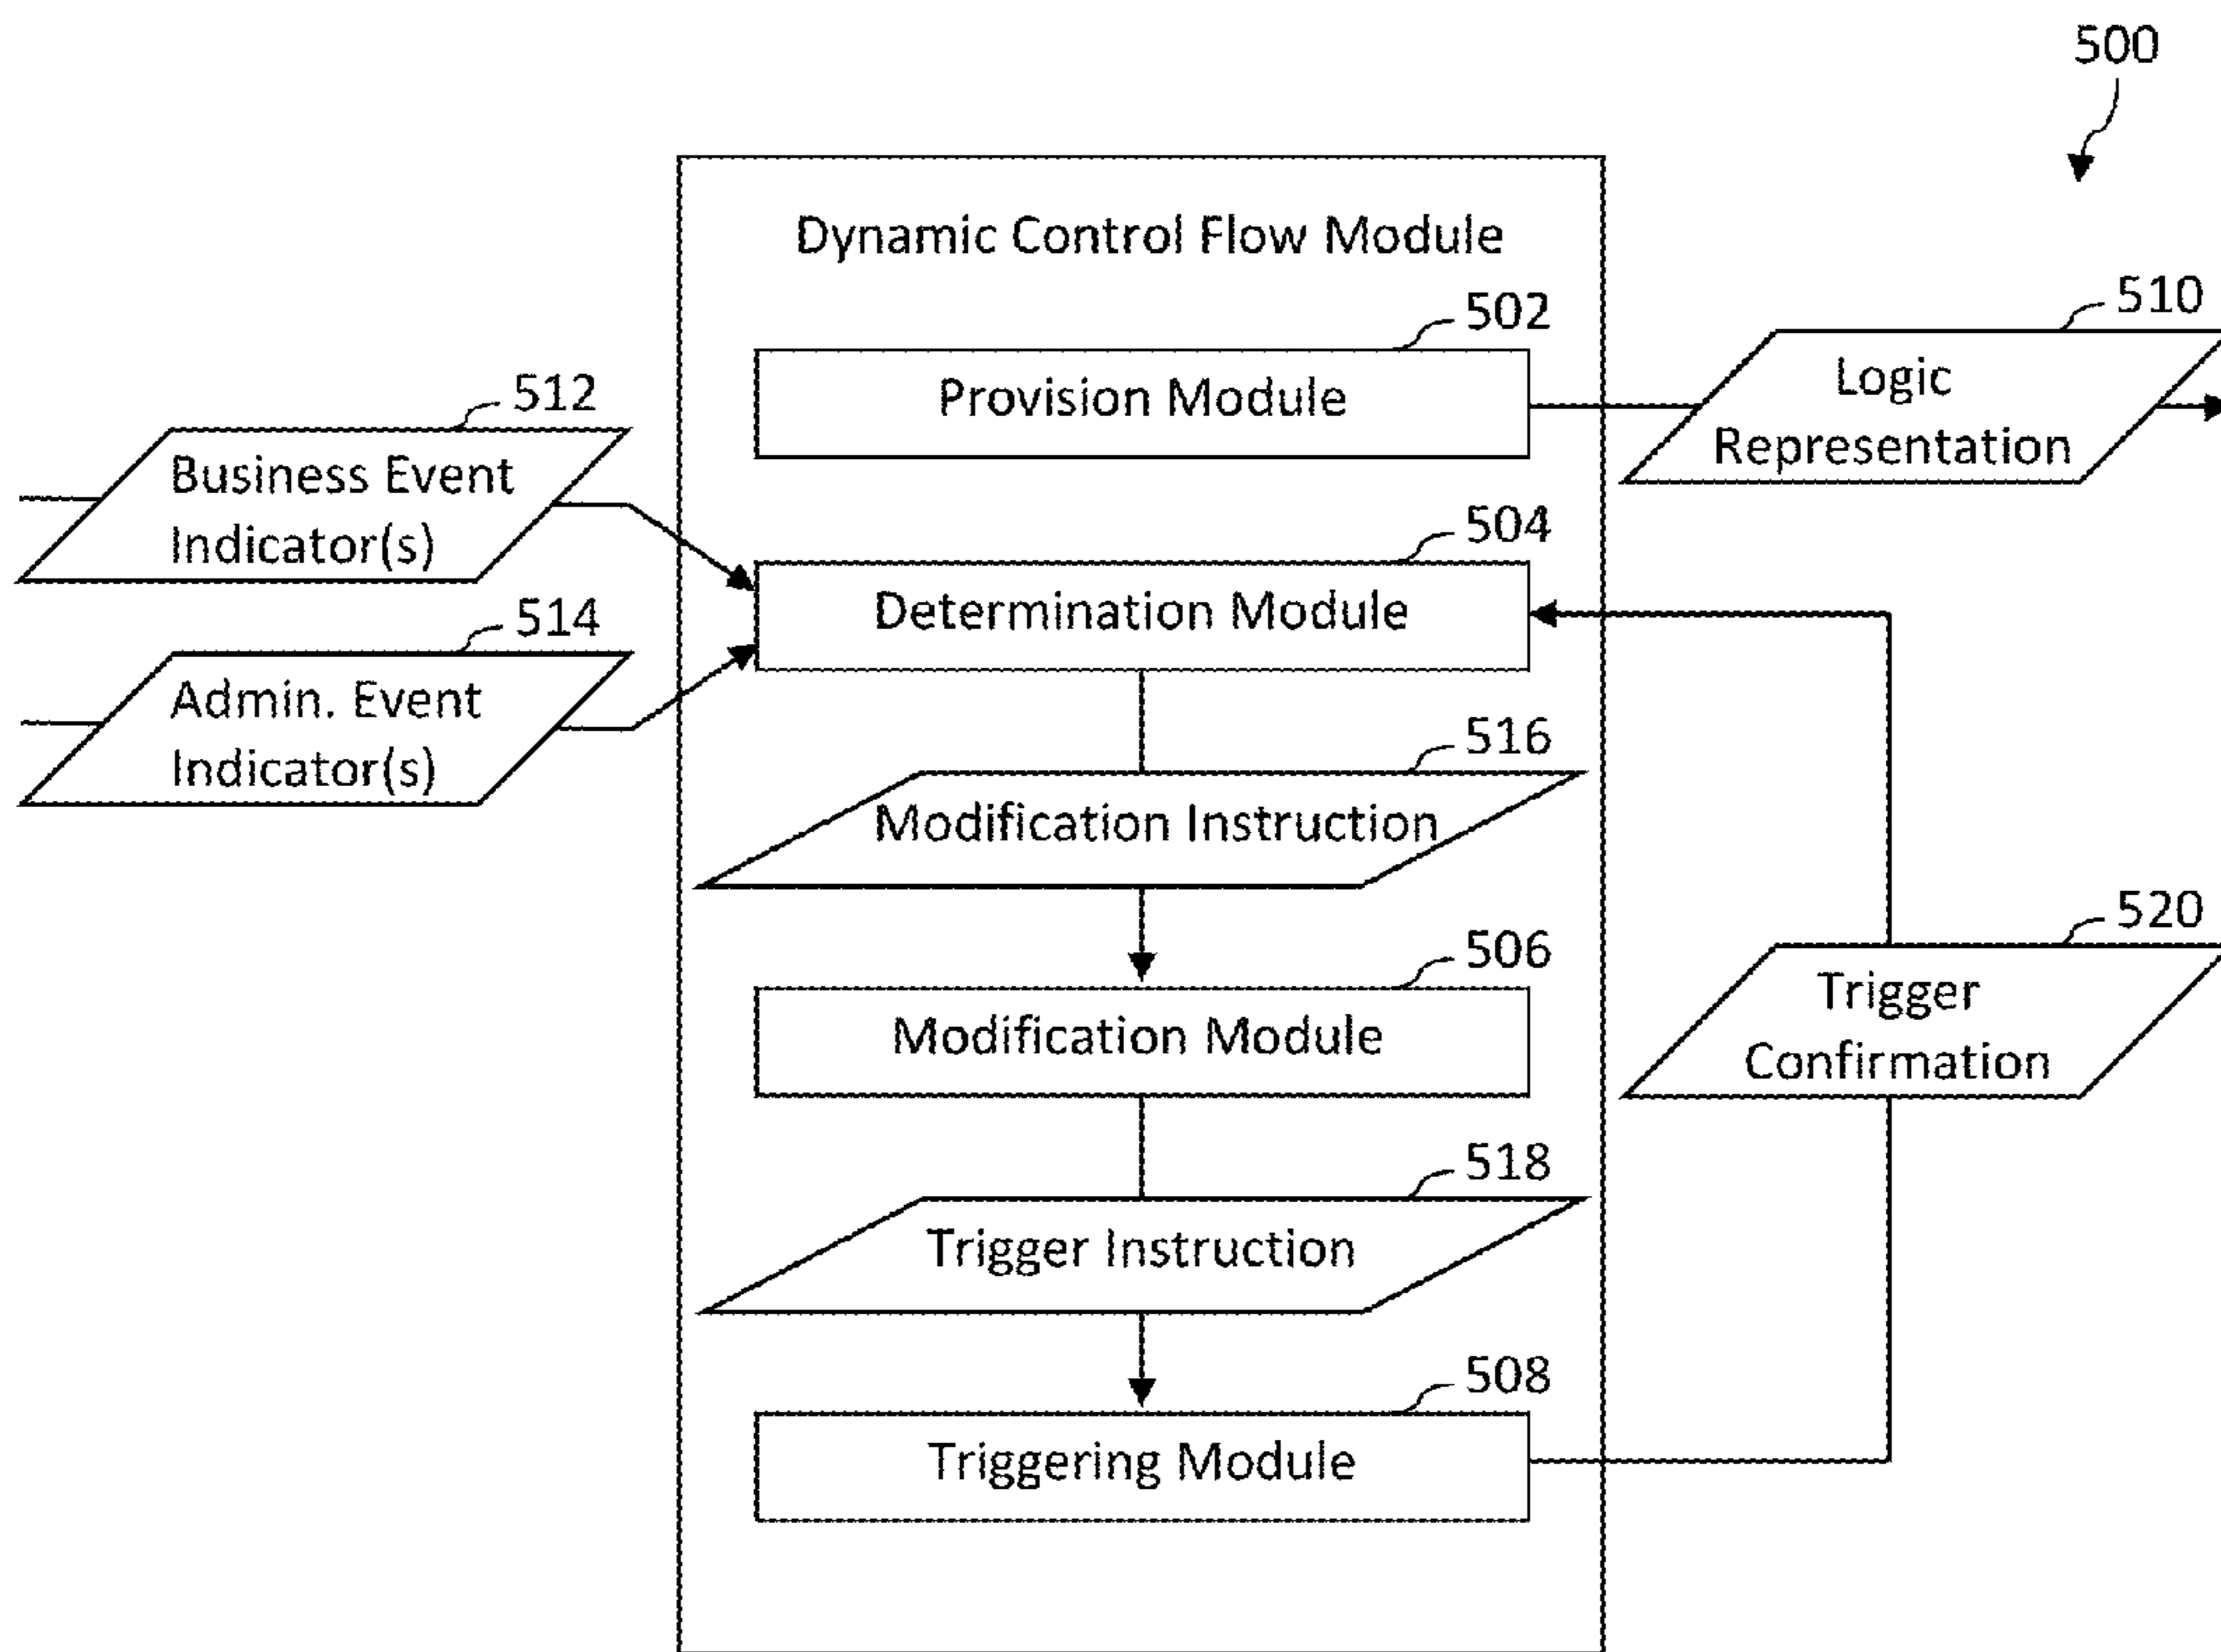 500
Dynamic Control Flow Module
502
Provision Module
510
Logic
Representation
512
Business Event
Indicator(s)
504
Determination Module
514
Admin. Event
Indicator(s)
516
Modification Instruction
506
Modification Module
520
Trigger
Confirmation
518
Trigger Instruction
508
Triggering Module